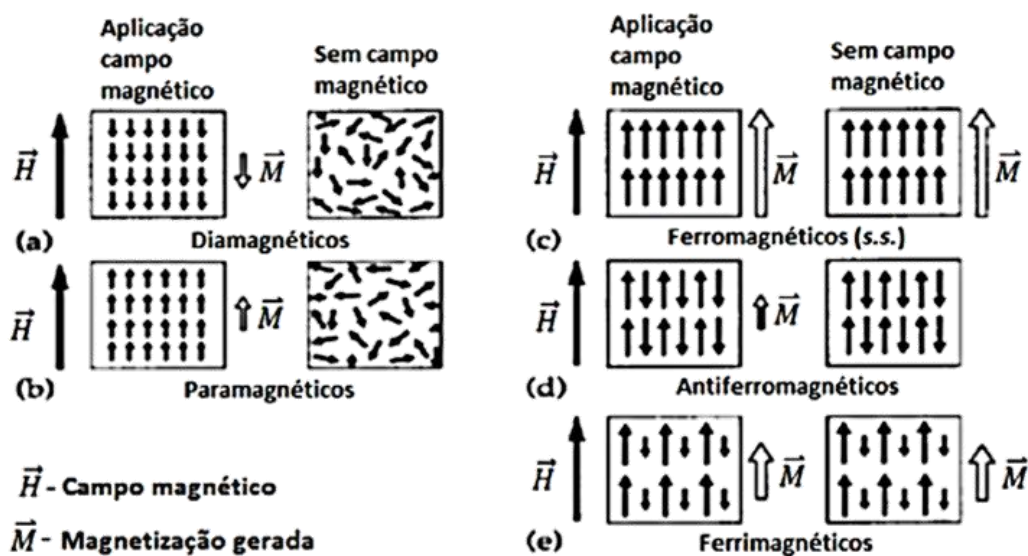 Aplicação
campo
magnético
Sem campo
magnético
H
M
(a)
Diamagnéticos
H
M
(b)
Paramagnéticos
H - Campo magnético
M - Magnetização gerada
Aplicação
campo
magnético
Sem campo
magnético
H
M
M
(c)
Ferromagnéticos (s.s.)
H
M
(d)
Antiferromagnéticos
H
M
M
(e)
Ferrimagnéticos